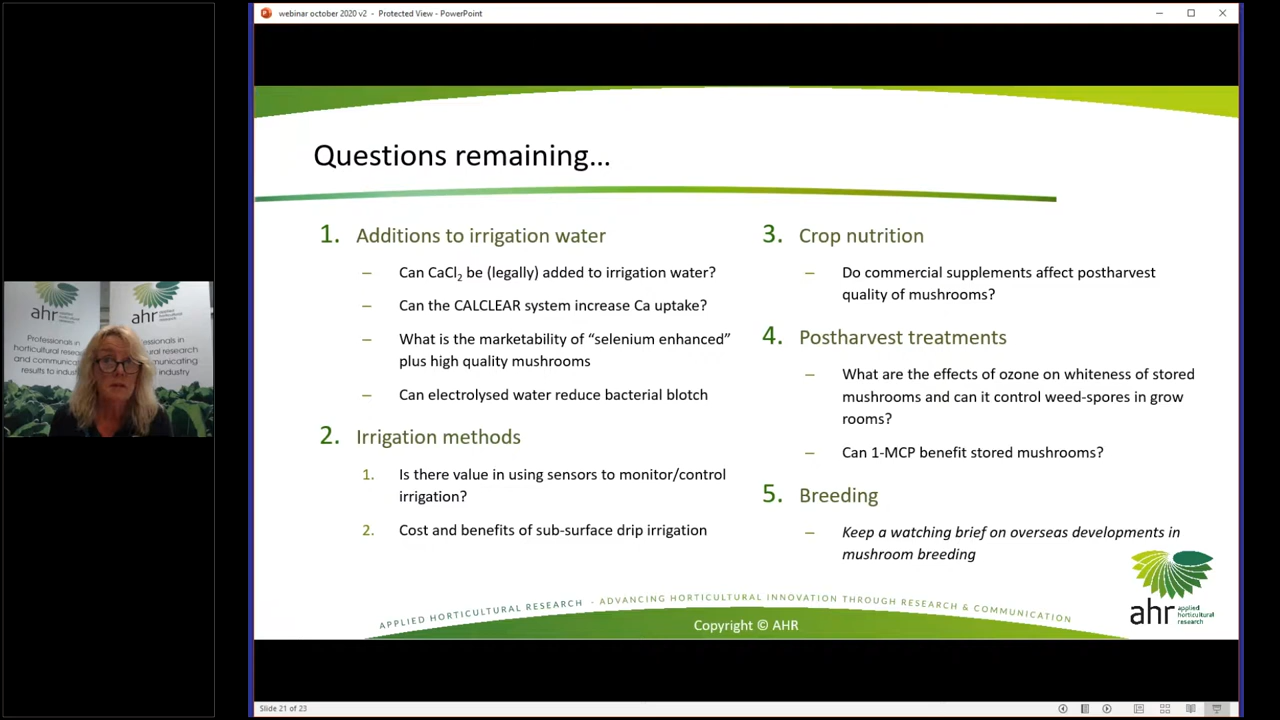 webinar october 2020 v2 - Protected View - PowerPoint
Questions remaining...
1. Additions to irrigation water
– Can CaCl₂ be (legally) added to irrigation water?
– Can the CALCLEAR system increase Ca uptake?
– What is the marketability of “selenium enhanced”
plus high quality mushrooms
– Can electrolysed water reduce bacterial blotch
2. Irrigation methods
1. Is there value in using sensors to monitor/control
irrigation?
2. Cost and benefits of sub-surface drip irrigation
3. Crop nutrition
– Do commercial supplements affect postharvest
quality of mushrooms?
4. Postharvest treatments
– What are the effects of ozone on whiteness of stored
mushrooms and can it control weed-spores in grow
rooms?
– Can 1-MCP benefit stored mushrooms?
5. Breeding
– Keep a watching brief on overseas developments in
mushroom breeding
APPLIED HORTICULTURAL RESEARCH - ADVANCING HORTICULTURAL INNOVATION THROUGH RESEARCH & COMMUNICATION
Copyright © AHR
ahr applied
horticultural
research
Slide 21 of 23
ahr
ahr
Professionals in
horticultural resea
and communica
results to indust
industry